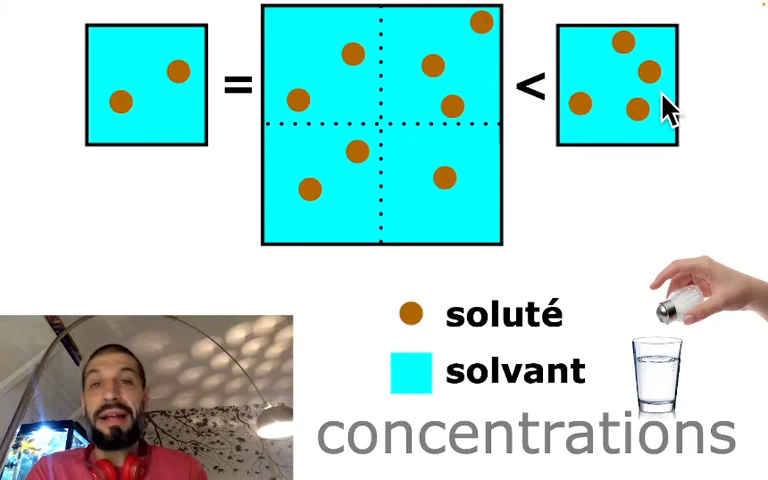 = <
soluté
solvant
concentrations